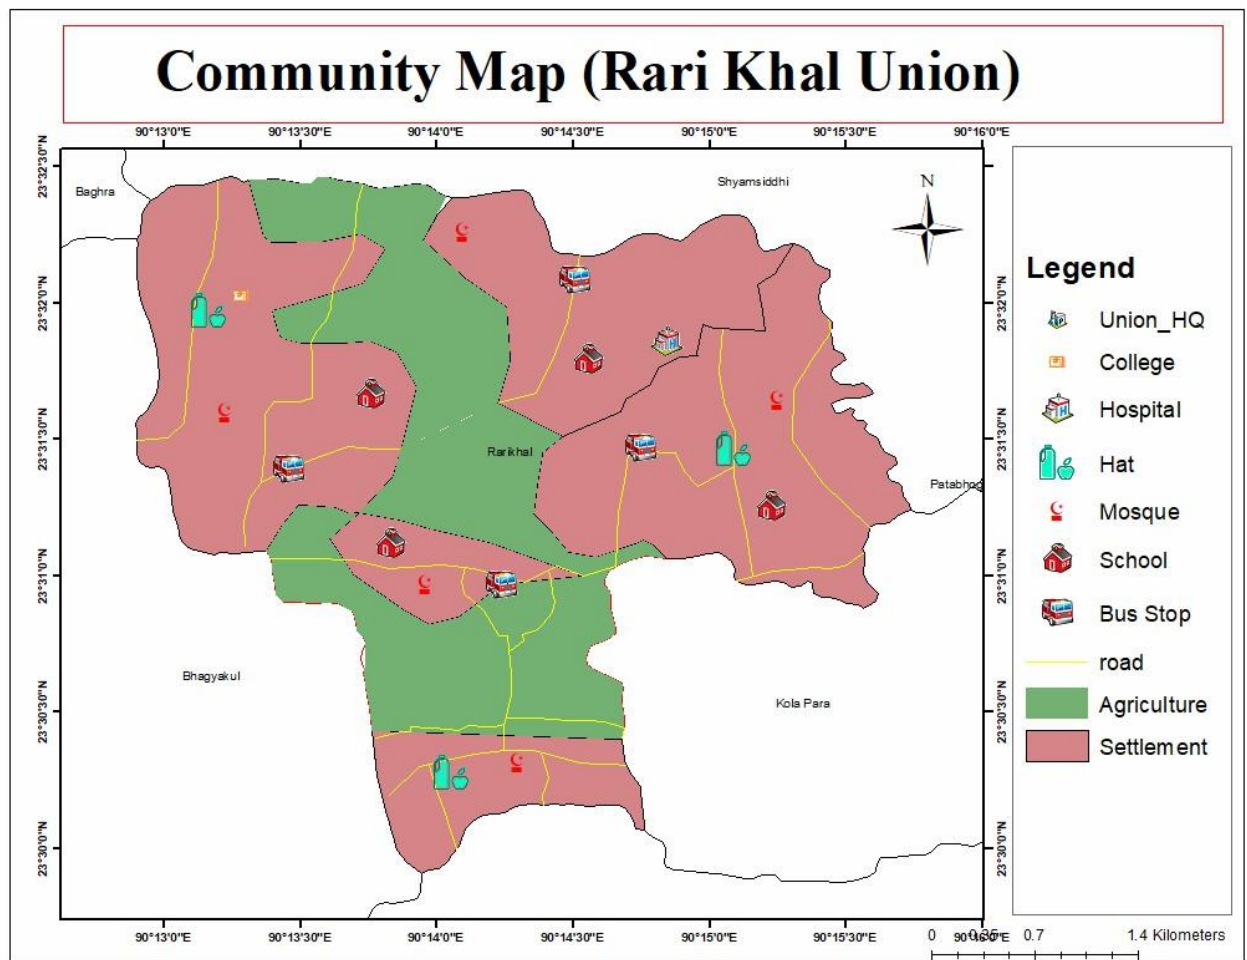 Community Map (Rari Khal Union)
90°13'0"E 90°13'30"E 90°14'0"E 90°14'30"E 90°15'0"E 90°15'30"E 90°16'0"E
23°32'30"N
Baghra
Shyamsiddhi
N
Legend
23°32'0"N 23°32'0"N
Union_HQ
College
Hospital
Hat
Mosque
School
Bus Stop
road
Agriculture
Settlement
23°31'30"N 23°31'30"N
Rarikhal
23°31'0"N 23°31'0"N
Bhagyakul
Kola Para
23°30'30"N 23°30'30"N
23°30'0"N 23°30'0"N
90°13'0"E 90°13'30"E 90°14'0"E 90°14'30"E 90°15'0"E 90°15'30"E 90°16'0"E
0 0.35 0.7 1.4 Kilometers